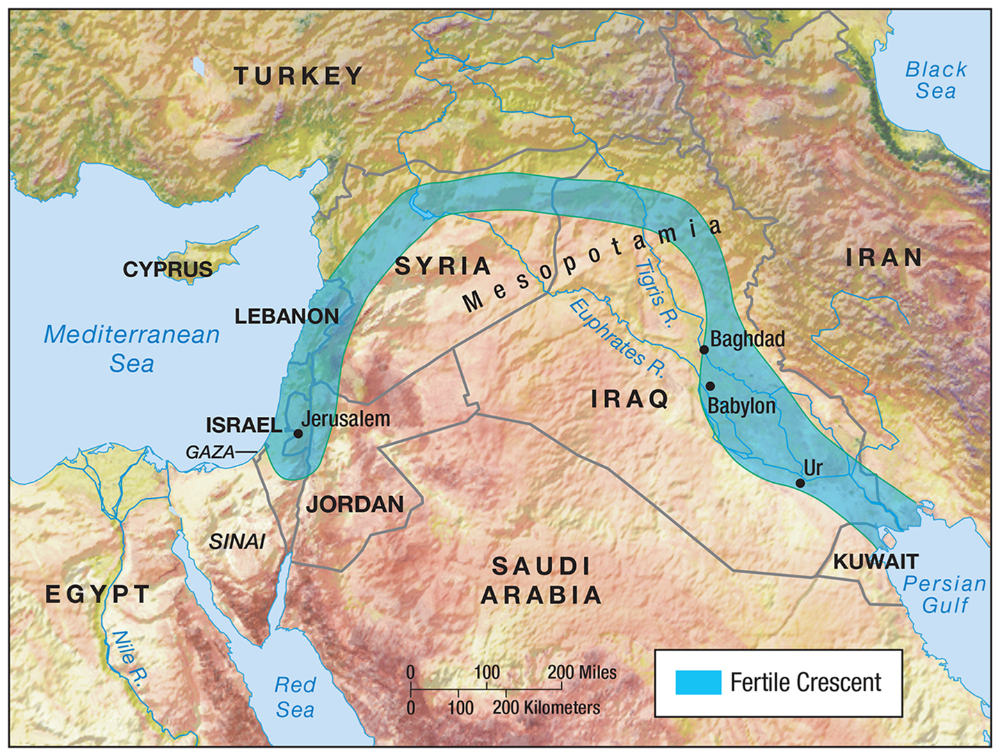 TURKEY
Black
Sea
CYPRUS
SYRIA
Mesopotamia
IRAN
LEBANON
Mediterranean
Sea
Tigris R.
Euphrates R.
Baghdad
IRAQ
Babylon
ISRAEL
Jerusalem
GAZA
Ur
JORDAN
SINAI
KUWAIT
SAUDI
ARABIA
Persian
Gulf
EGYPT
Nile R.
Red
Sea
0 100 200 Miles
0 100 200 Kilometers
Fertile Crescent